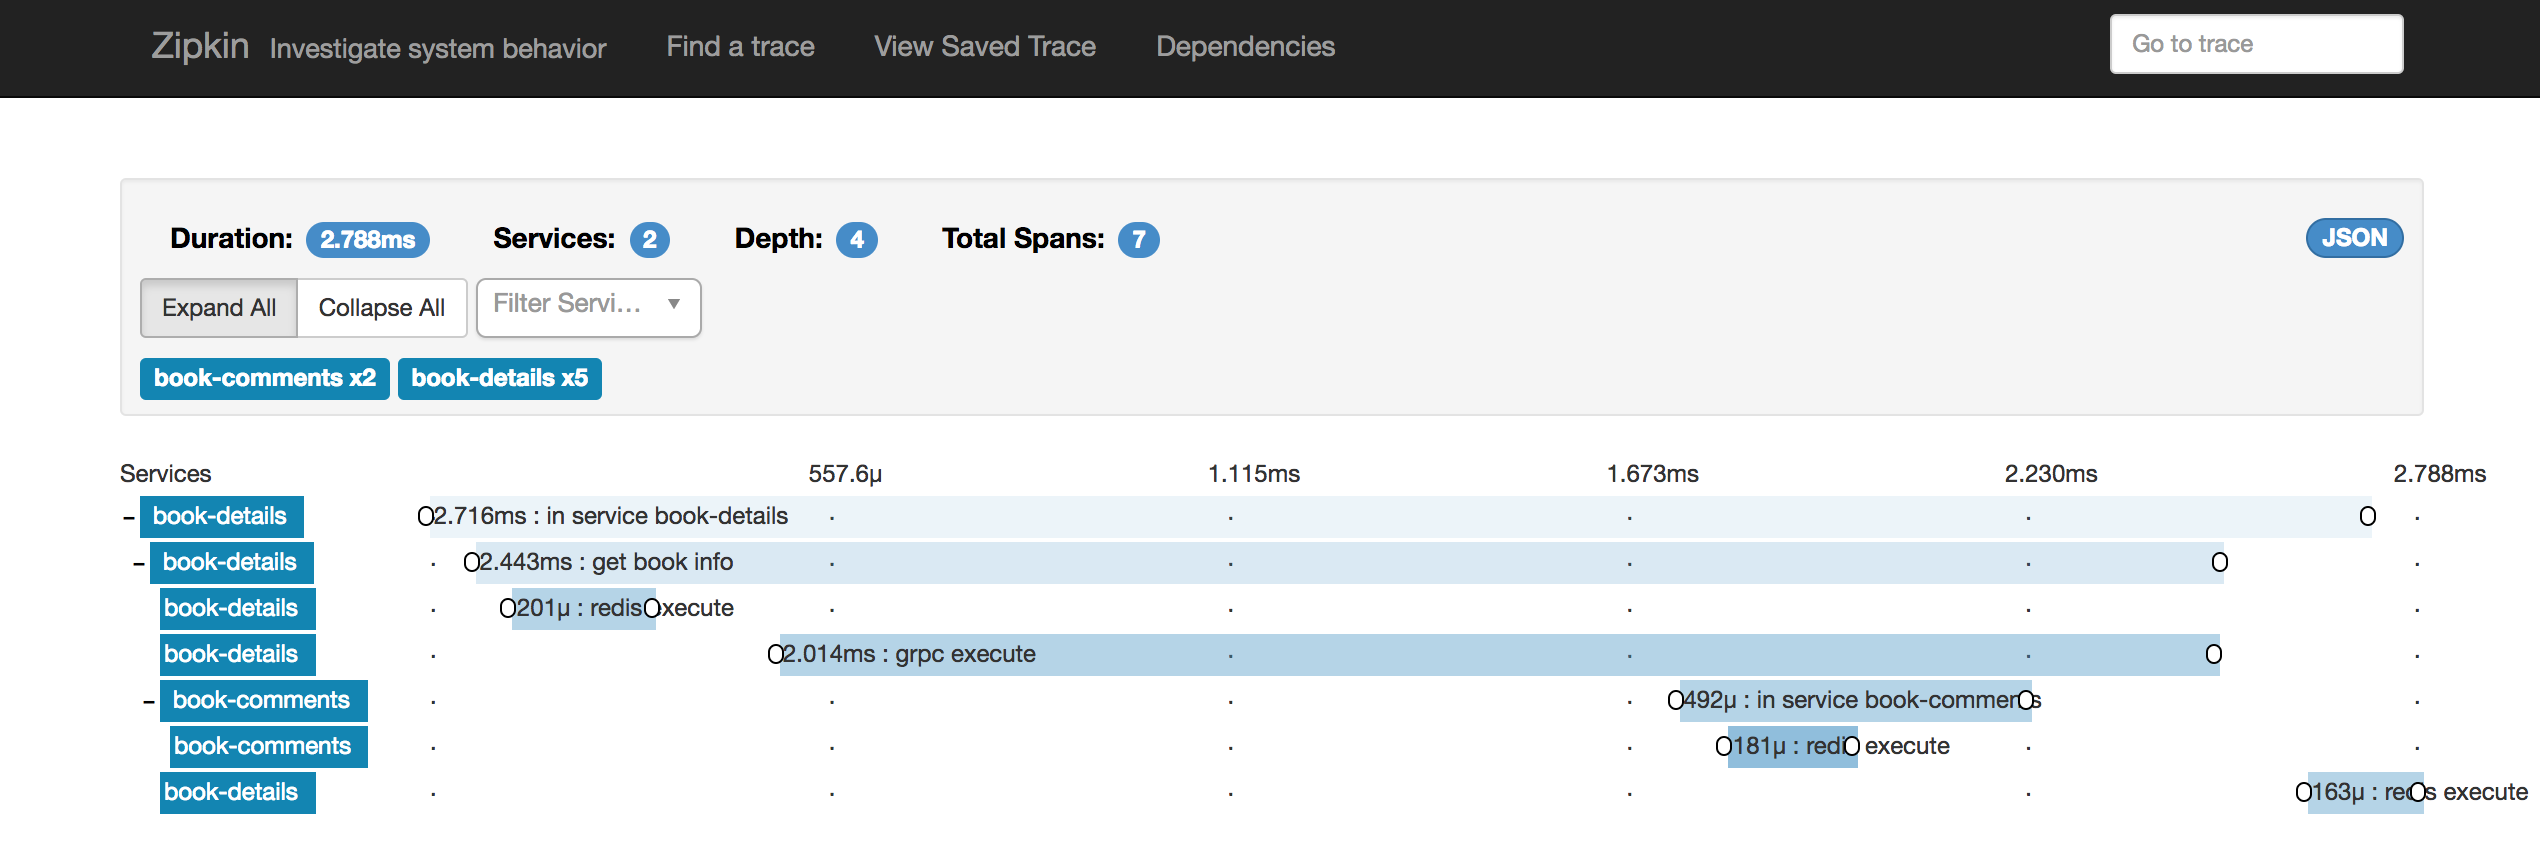 Zipkin Investigate system behavior Find a trace View Saved Trace Dependencies Go to trace
Duration: 2.788ms Services: 2 Depth: 4 Total Spans: 7 JSON
Expand All Collapse All Filter Servi...
book-comments x2 book-details x5
Services 557.6μ 1.115ms 1.673ms 2.230ms 2.788ms
- book-details 2.716ms : in service book-details
- book-details 2.443ms : get book info
book-details 201μ : redis execute
book-details 2.014ms : grpc execute
- book-comments 492μ : in service book-comments
book-comments 181μ : redis execute
book-details 163μ : redis execute